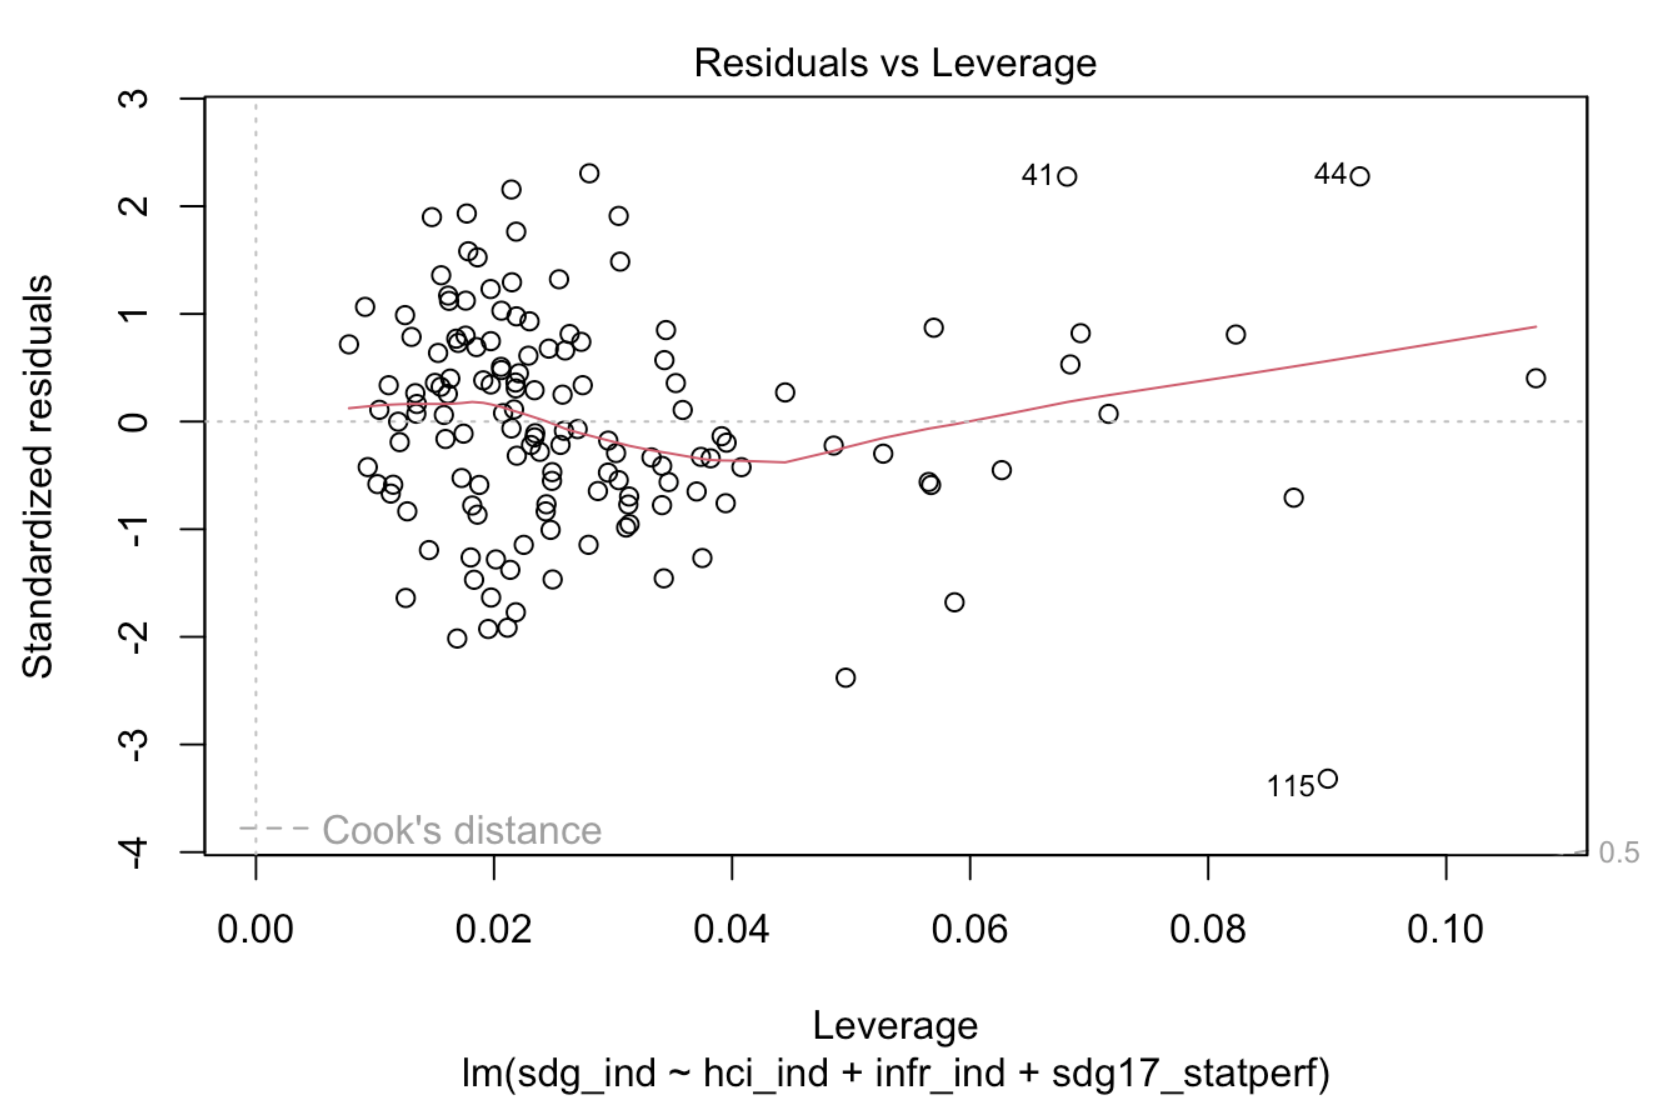 Residuals vs Leverage
Standardized residuals
3
2
1
0
-1
-2
-3
-4
41
44
115
Cook's distance
0.5
0.00 0.02 0.04 0.06 0.08 0.10
Leverage
lm(sdg_ind ~ hci_ind + infr_ind + sdg17_statperf)